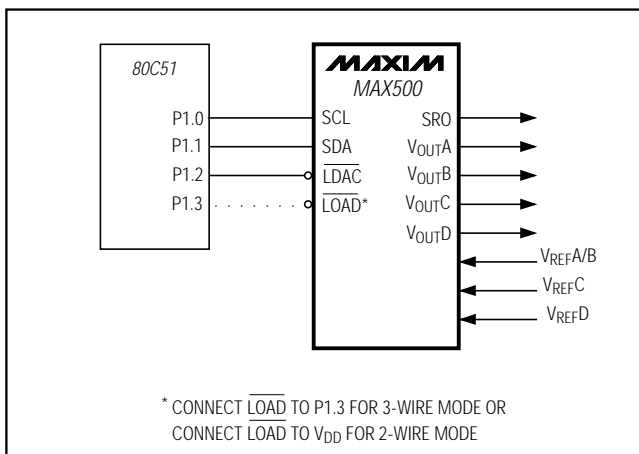 80C51
MAXIM
MAX500
P1.0
SCL
SRO
P1.1
SDA
VOUTA
P1.2
LDAC
VOUTB
P1.3
LOAD*
VOUTC
VOUTD
VREFA/B
VREFC
VREFD
* CONNECT LOAD TO P1.3 FOR 3-WIRE MODE OR
CONNECT LOAD TO VDD FOR 2-WIRE MODE